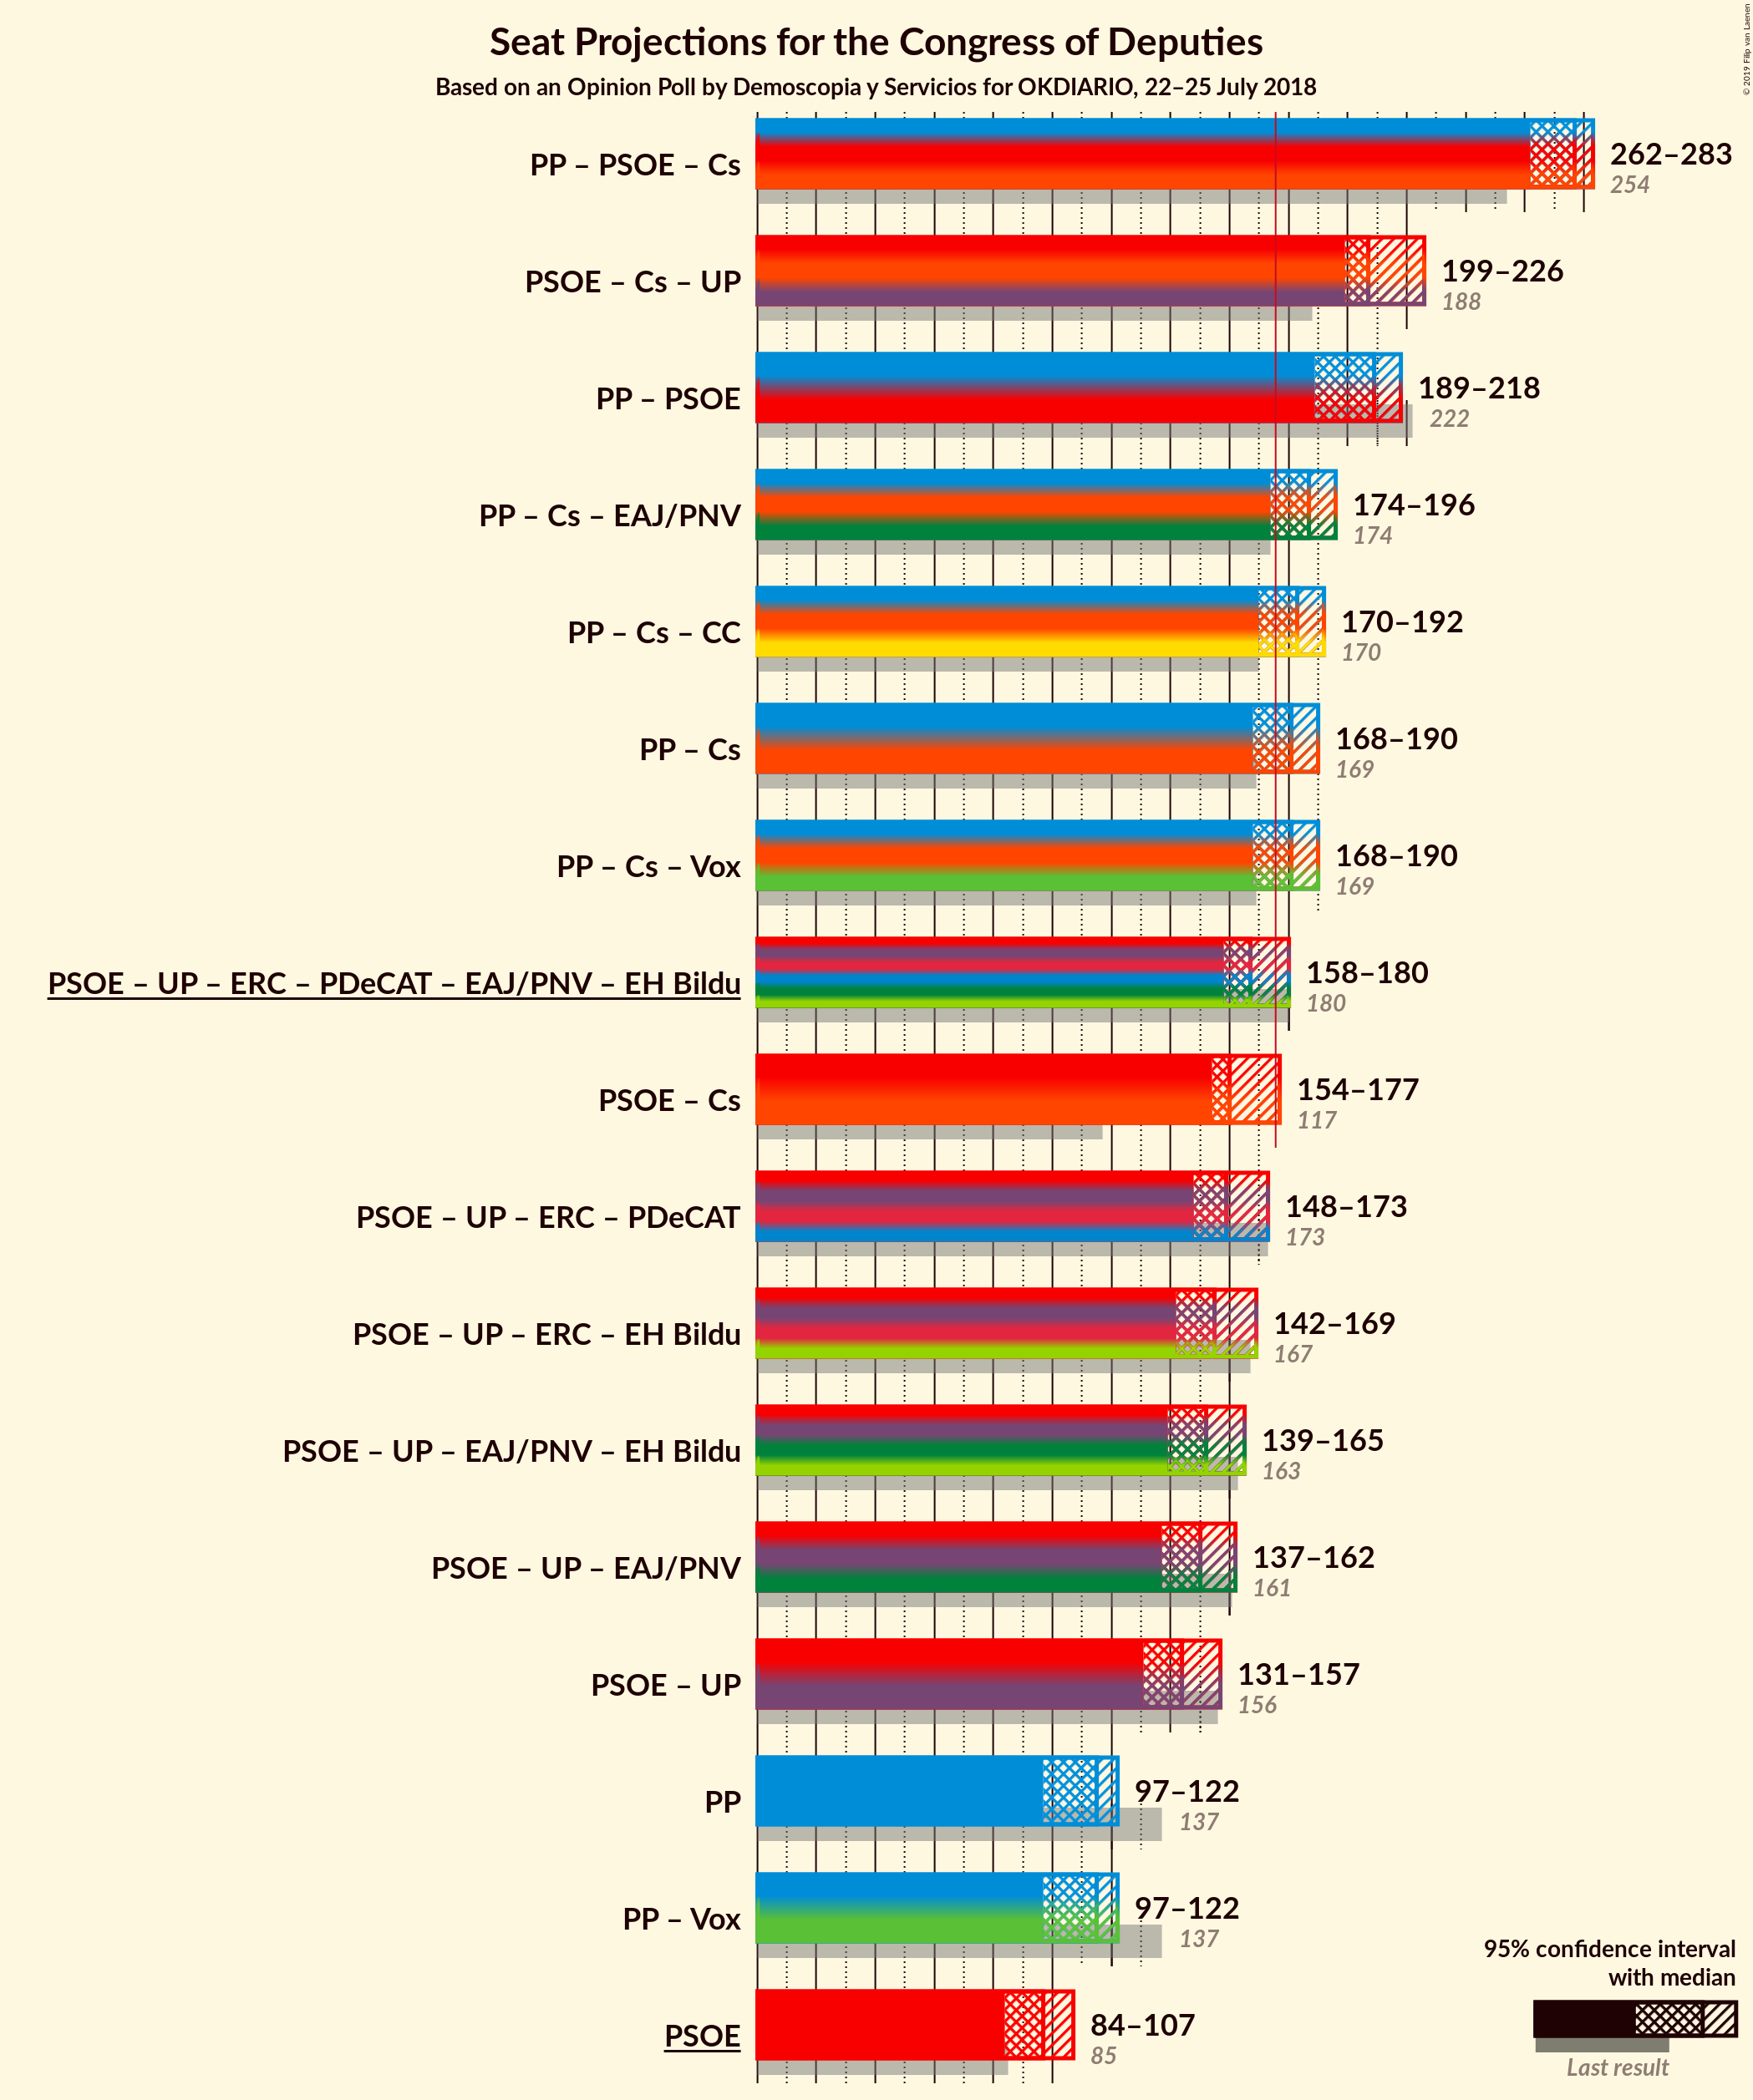 Seat Projections for the Congress of Deputies
Based on an Opinion Poll by Demoscopia y Servicios for OKDIARIO, 22–25 July 2018
© 2019 Filip van Laenen
PP – PSOE – Cs
262–283
254
PSOE – Cs – UP
199–226
188
PP – PSOE
189–218
222
PP – Cs – EAJ/PNV
174–196
174
PP – Cs – CC
170–192
170
PP – Cs
168–190
169
PP – Cs – Vox
168–190
169
PSOE – UP – ERC – PDeCAT – EAJ/PNV – EH Bildu
158–180
180
PSOE – Cs
154–177
117
PSOE – UP – ERC – PDeCAT
148–173
173
PSOE – UP – ERC – EH Bildu
142–169
167
PSOE – UP – EAJ/PNV – EH Bildu
139–165
163
PSOE – UP – EAJ/PNV
137–162
161
PSOE – UP
131–157
156
PP
97–122
137
PP – Vox
97–122
137
PSOE
84–107
85
95% confidence interval
with median
Last result